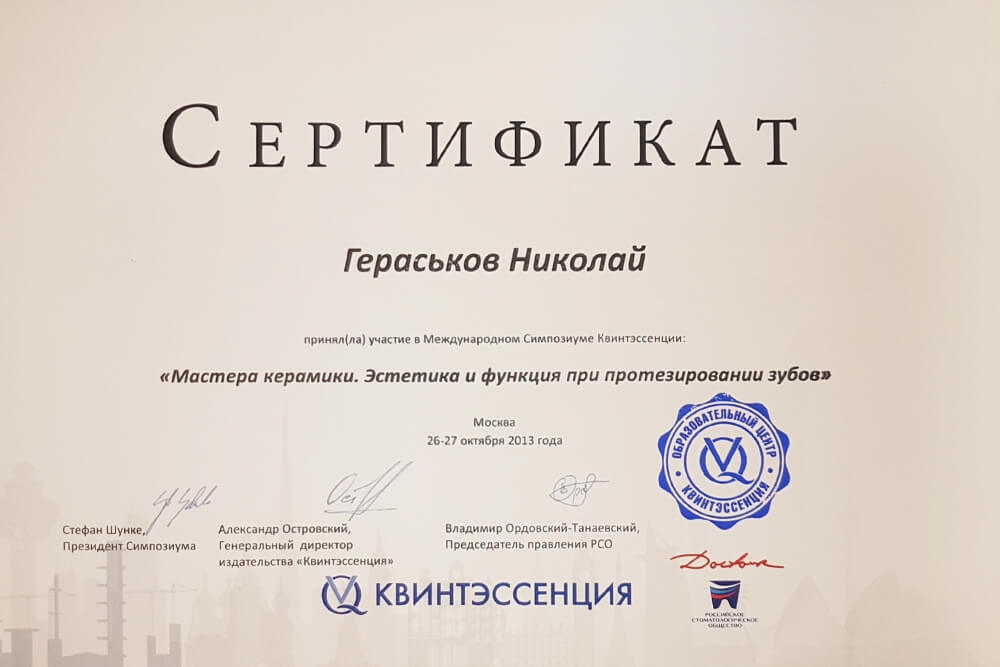 СЕРТИФИКАТ
Гераськов Николай
принял(ла) участие в Международном Симпозиуме Квинтэссенции:
«Мастера керамики. Эстетика и функция при протезировании зубов»
Москва
26-27 октября 2013 года
ОБРАЗОВАТЕЛЬНЫЙ ЦЕНТР
КВИНТЭССЕНЦИЯ
Стефан Шунке,
Президент Симпозиума
Александр Островский,
Генеральный директор
издательства «Квинтэссенция»
Владимир Ордовский-Танаевский,
Председатель правления РСО
КВИНТЭССЕНЦИЯ
РОССИЙСКОЕ
СТОМАТОЛОГИЧЕСКОЕ
ОБЩЕСТВО